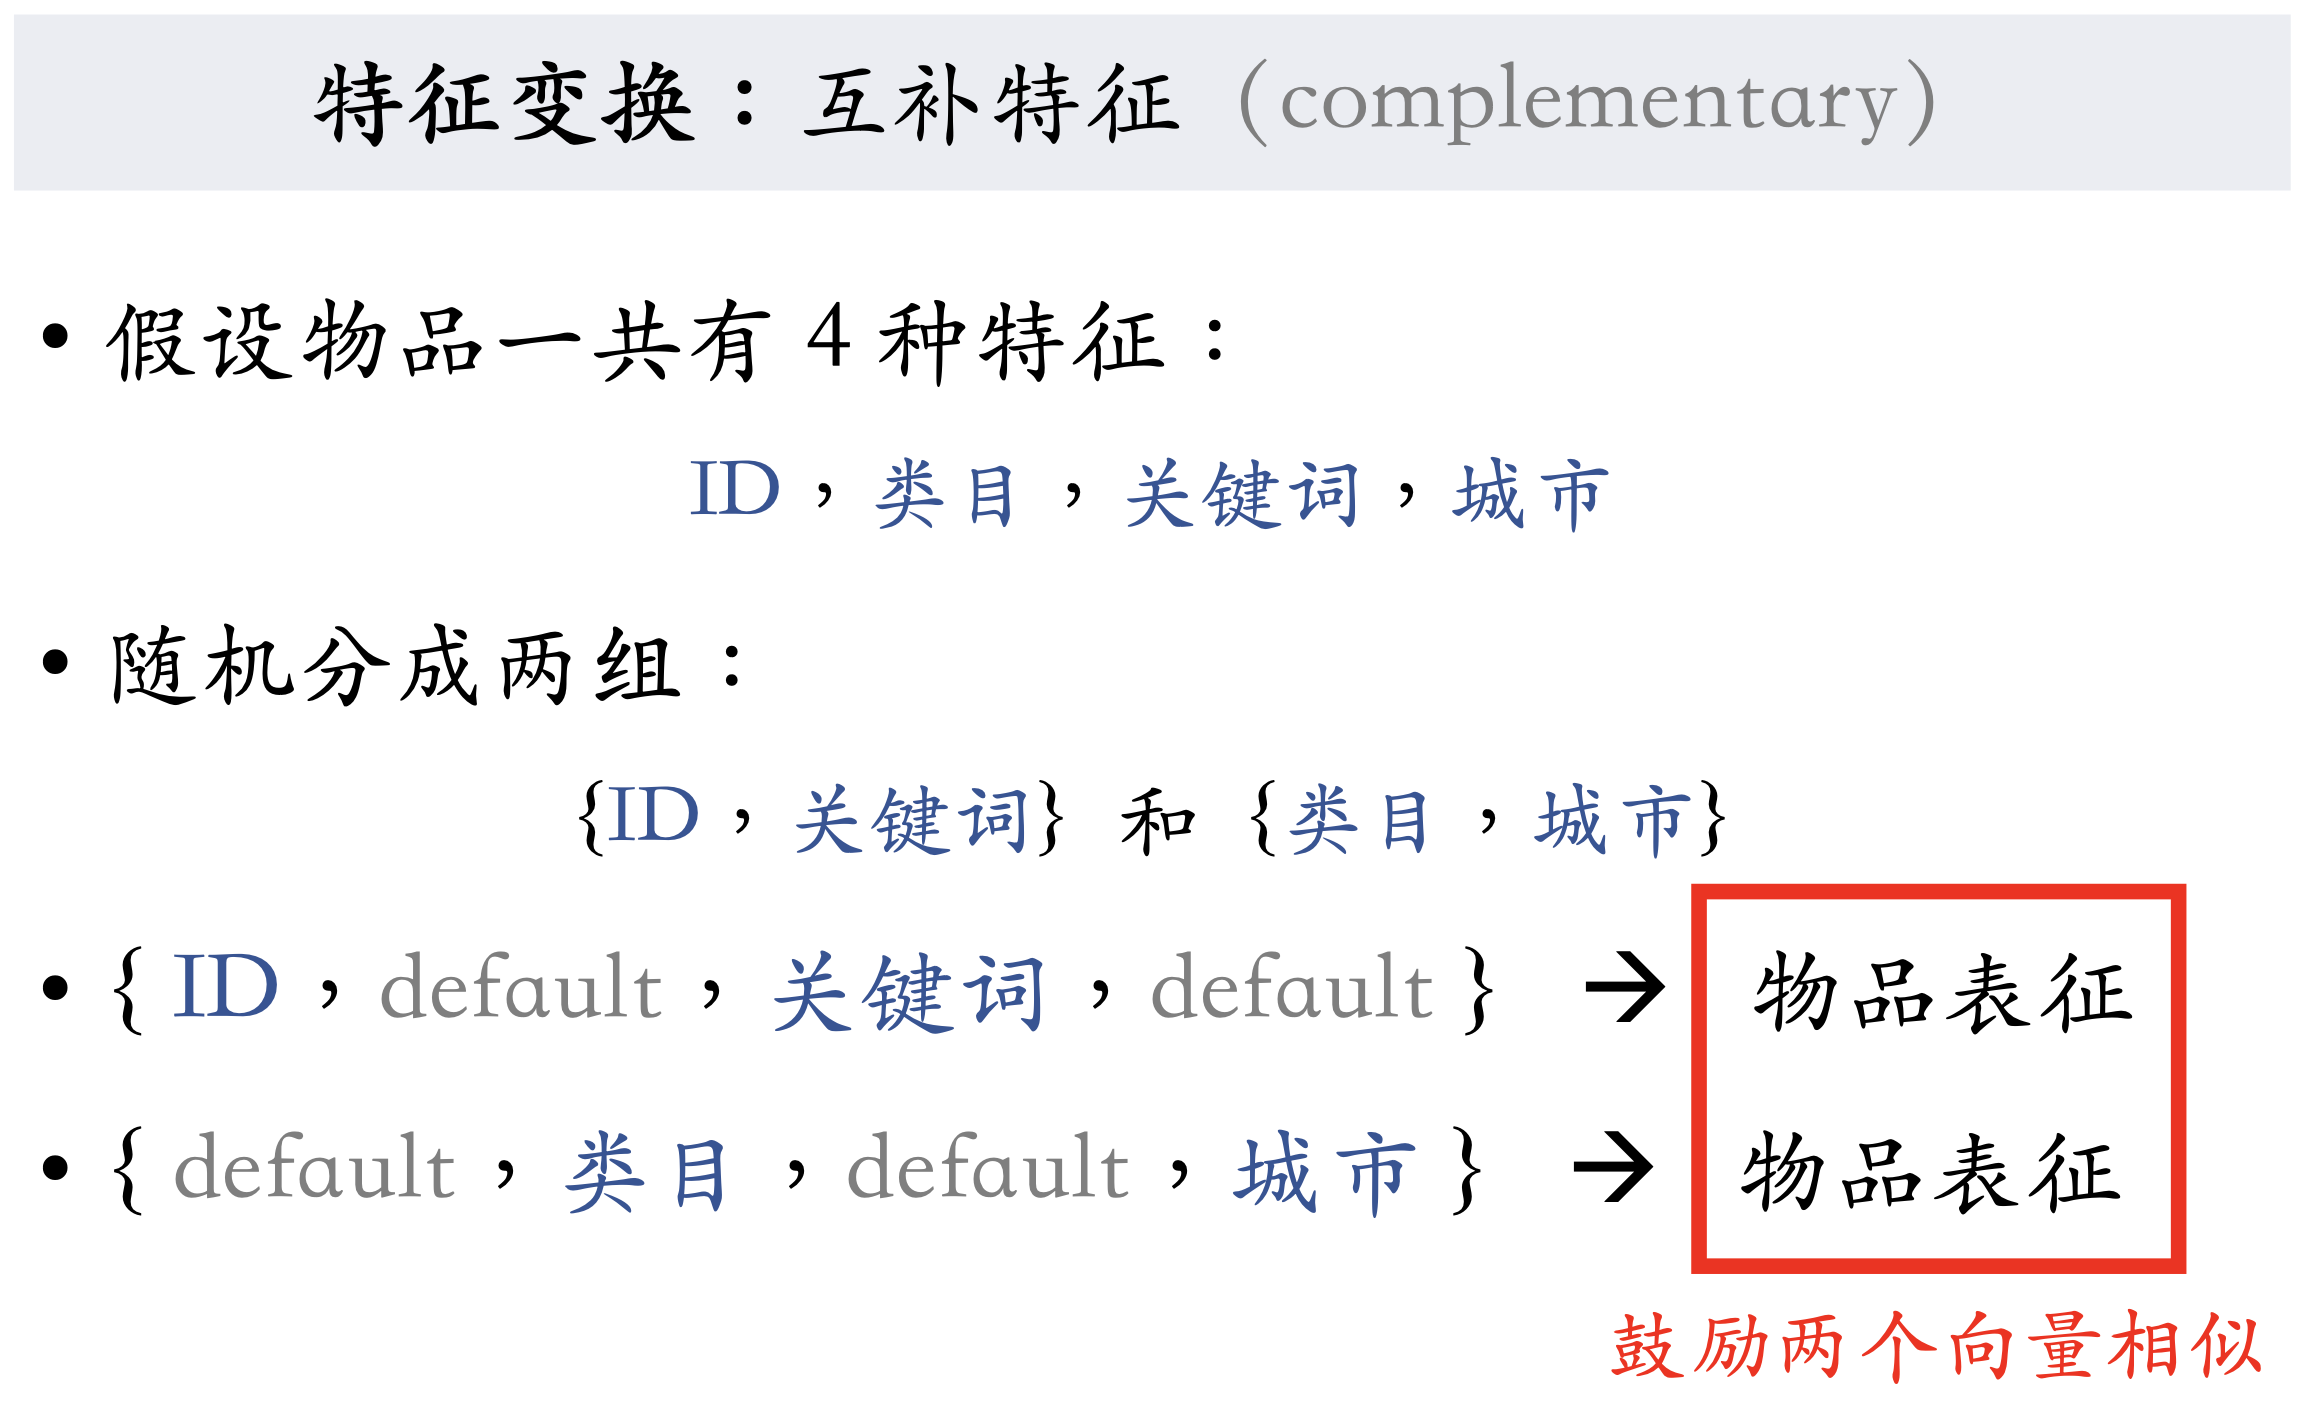 特征变换：互补特征（complementary）
• 假设物品一共有 4 种特征：
ID，类目，关键词，城市
• 随机分成两组：
{ID，关键词} 和 {类目，城市}
• { ID，default，关键词，default } → 物品表征
• { default，类目，default，城市 } → 物品表征
鼓励两个向量相似